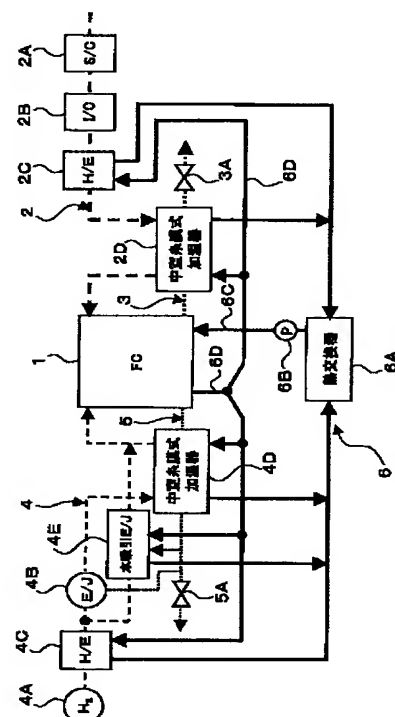 4A
H₂
4C
H/E
4B
E/J
4
4E
水吸引E/J
5A
中空糸膜式
加湿器
4D
5
1
FC
6D
3
2D
中空糸膜式
加湿器
3A
2
2C
H/E
2B
I/C
2A
S/C
6C
6D
6B
P
熱交換器
6A
6